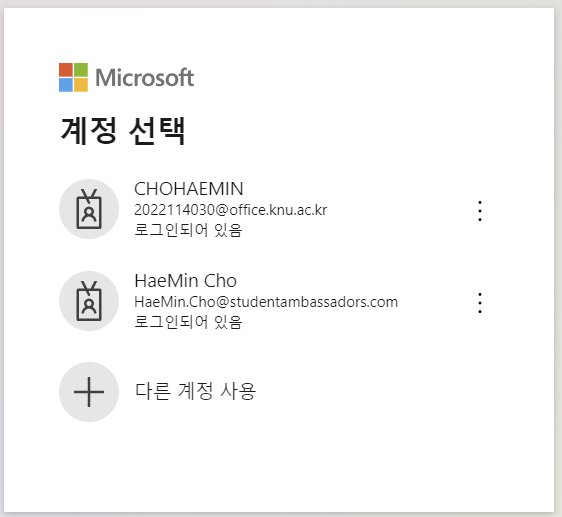 Microsoft
계정 선택
CHOHAEMIN
2022114030@office.knu.ac.kr
로그인되어 있음
HaeMin Cho
HaeMin.Cho@studentambassadors.com
로그인되어 있음
다른 계정 사용